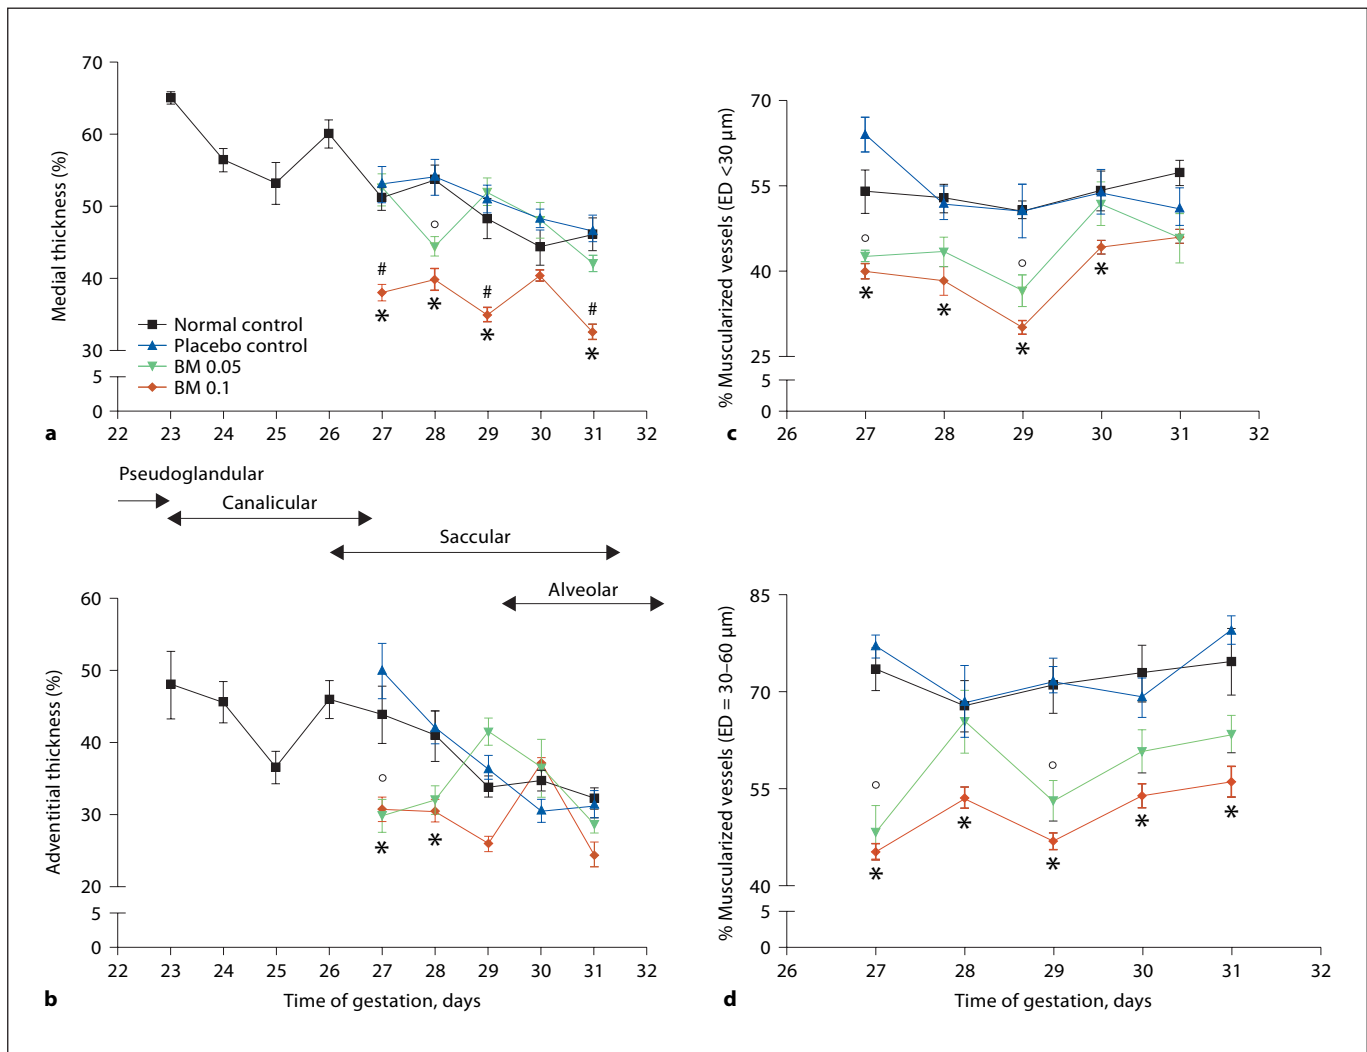 70
60
50
40
30
5
0
Medial thickness (%)
Normal control
Placebo control
BM 0.05
BM 0.1
# # #
* * * *
22 23 24 25 26 27 28 29 30 31 32
a
70
55
40
25
5
0
% Muscularized vessels (ED <30 µm)
* * * *
26 27 28 29 30 31 32
c
Pseudoglandular
Canalicular
Saccular
Alveolar
60
50
40
30
20
5
0
Adventitial thickness (%)
* *
22 23 24 25 26 27 28 29 30 31 32
Time of gestation, days
b
85
70
55
40
5
0
% Muscularized vessels (ED = 30–60 µm)
* * * * *
26 27 28 29 30 31 32
Time of gestation, days
d